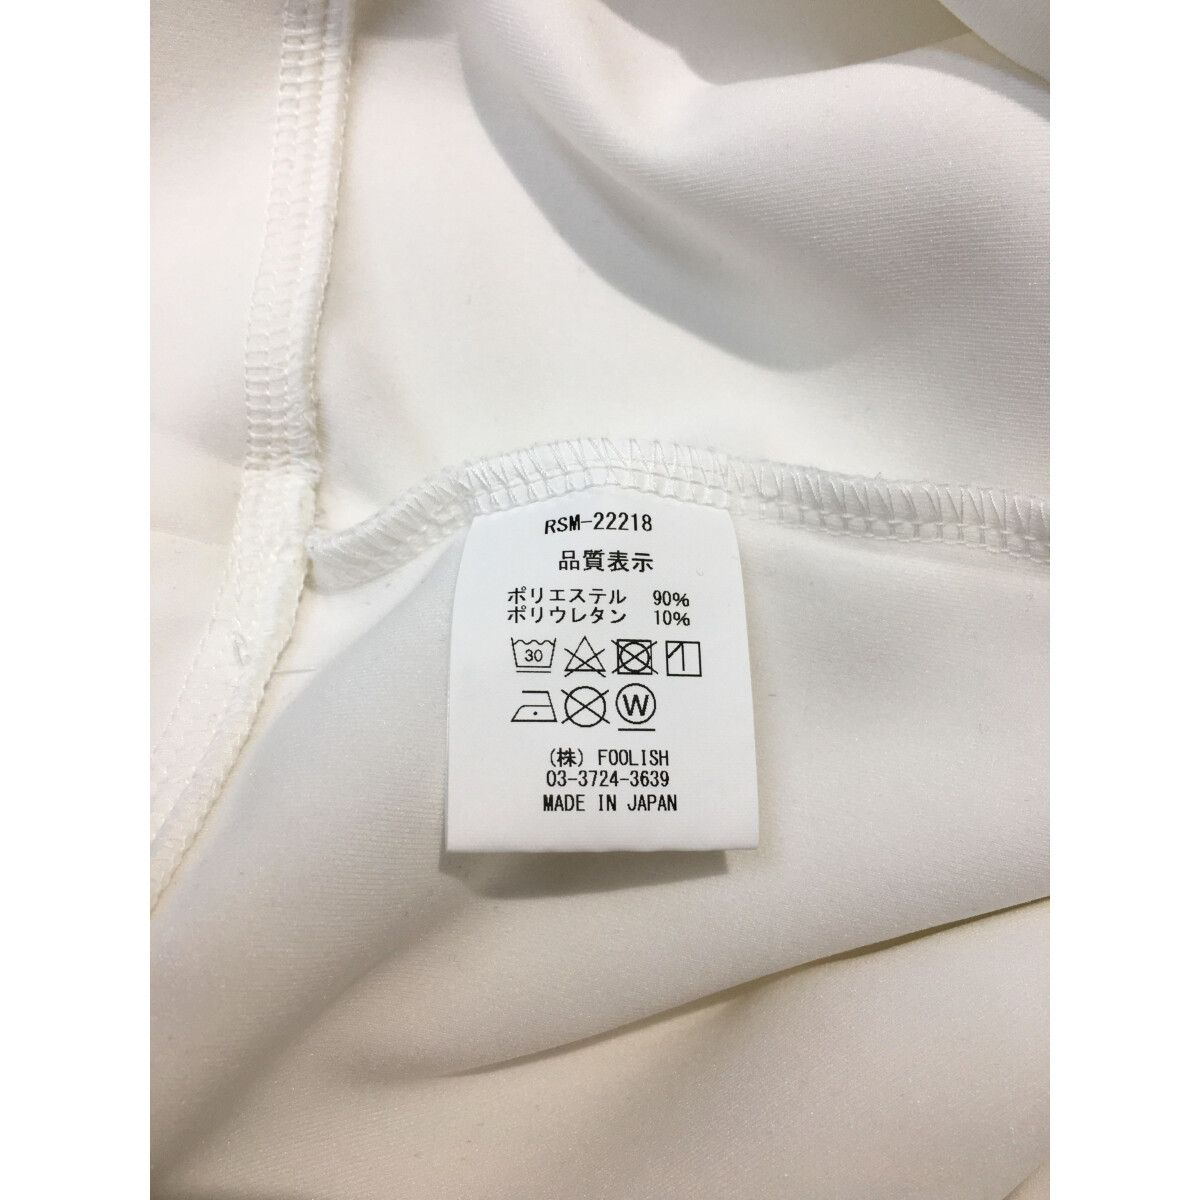 RSM-22218
品質表示
ポリエステル 90%
ポリウレタン 10%
30
W
(株) FOOLISH
03-3724-3639
MADE IN JAPAN